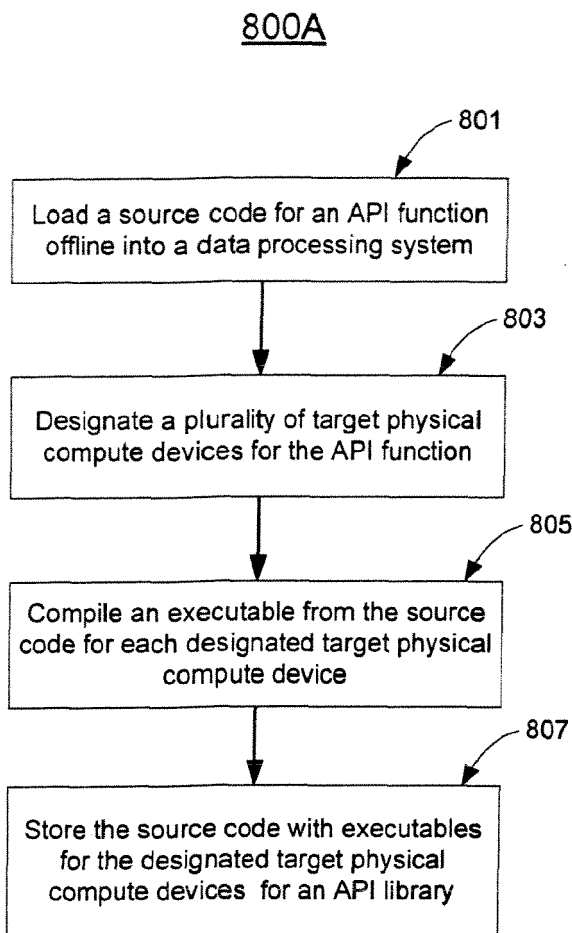 800A
801
Load a source code for an API function
offline into a data processing system
803
Designate a plurality of target physical
compute devices for the API function
805
Compile an executable from the source
code for each designated target physical
compute device
807
Store the source code with executables
for the designated target physical
compute devices for an API library